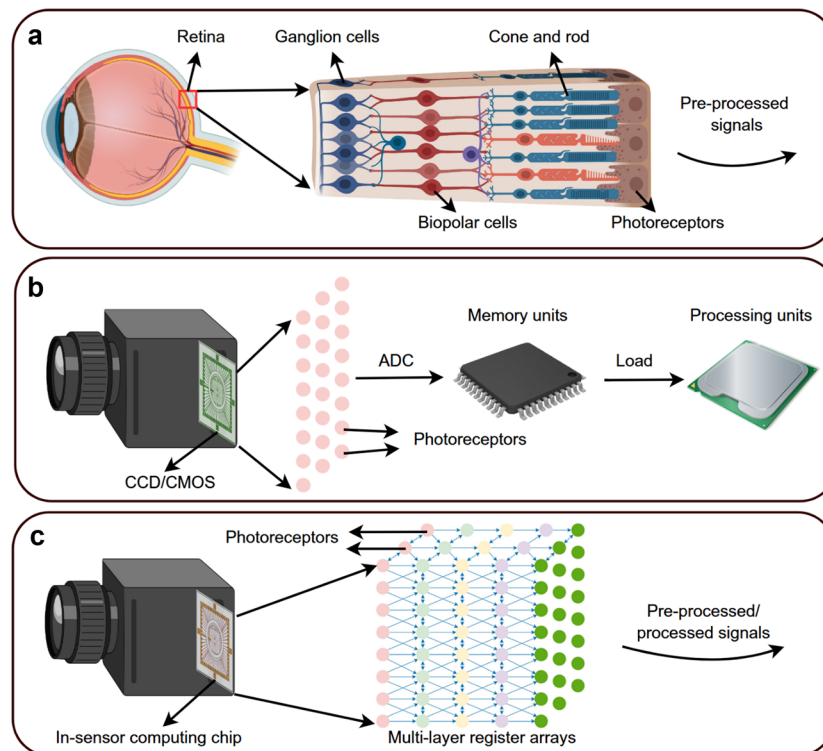 a
Retina
Ganglion cells
Cone and rod
Pre-processed
signals
Biopolar cells
Photoreceptors
b
Memory units
Processing units
ADC
Load
Photoreceptors
CCD/CMOS
c
Photoreceptors
Pre-processed/
processed signals
In-sensor computing chip
Multi-layer register arrays